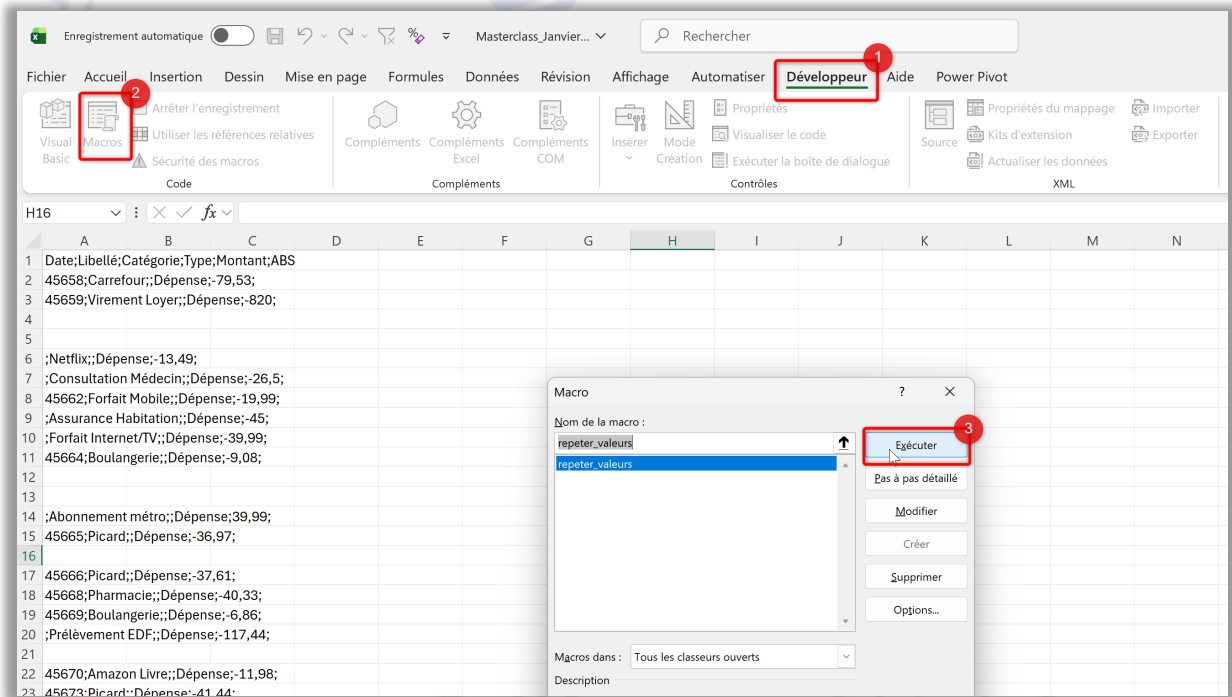 Enregistrement automatique
Masterclass_Janvier...
Rechercher
Fichier Accueil Insertion Dessin Mise en page Formules Données Révision Affichage Automatiser Développeur Aide Power Pivot
1
2
Visual Basic
Macros
Arrêter l'enregistrement
Utiliser les références relatives
Sécurité des macros
Code
Compléments
Compléments Excel
Compléments COM
Compléments
Insérer
Mode Création
Propriétés
Visualiser le code
Exécuter la boîte de dialogue
Contrôles
Source
Propriétés du mappage
Kits d'extension
Actualiser les données
Importer
Exporter
XML
H16
fx
A B C D E F G H I J K L M N
1 Date;Libellé;Catégorie;Type;Montant;ABS
2 45658;Carrefour;;Dépense;-79,53;
3 45659;Virement Loyer;;Dépense;-820;
4
5
6 ;Netflix;;Dépense;-13,49;
7 ;Consultation Médecin;;Dépense;-26,5;
8 45662;Forfait Mobile;;Dépense;-19,99;
9 ;Assurance Habitation;;Dépense;-45;
10 ;Forfait Internet/TV;;Dépense;-39,99;
11 45664;Boulangerie;;Dépense;-9,08;
12
13
14 ;Abonnement métro;;Dépense;39,99;
15 45665;Picard;;Dépense;-36,97;
16
17 45666;Picard;;Dépense;-37,61;
18 45668;Pharmacie;;Dépense;-40,33;
19 45669;Boulangerie;;Dépense;-6,86;
20 ;Prélèvement EDF;;Dépense;-117,44;
21
22 45670;Amazon Livre;;Dépense;-11,98;
23 45673;Picard;;Dépense;-41,44;
Macro ?
Nom de la macro :
repeter_valeurs
repeter_valeurs
3
Exécuter
Pas à pas détaillé
Modifier
Créer
Supprimer
Options...
Macros dans : Tous les classeurs ouverts
Description